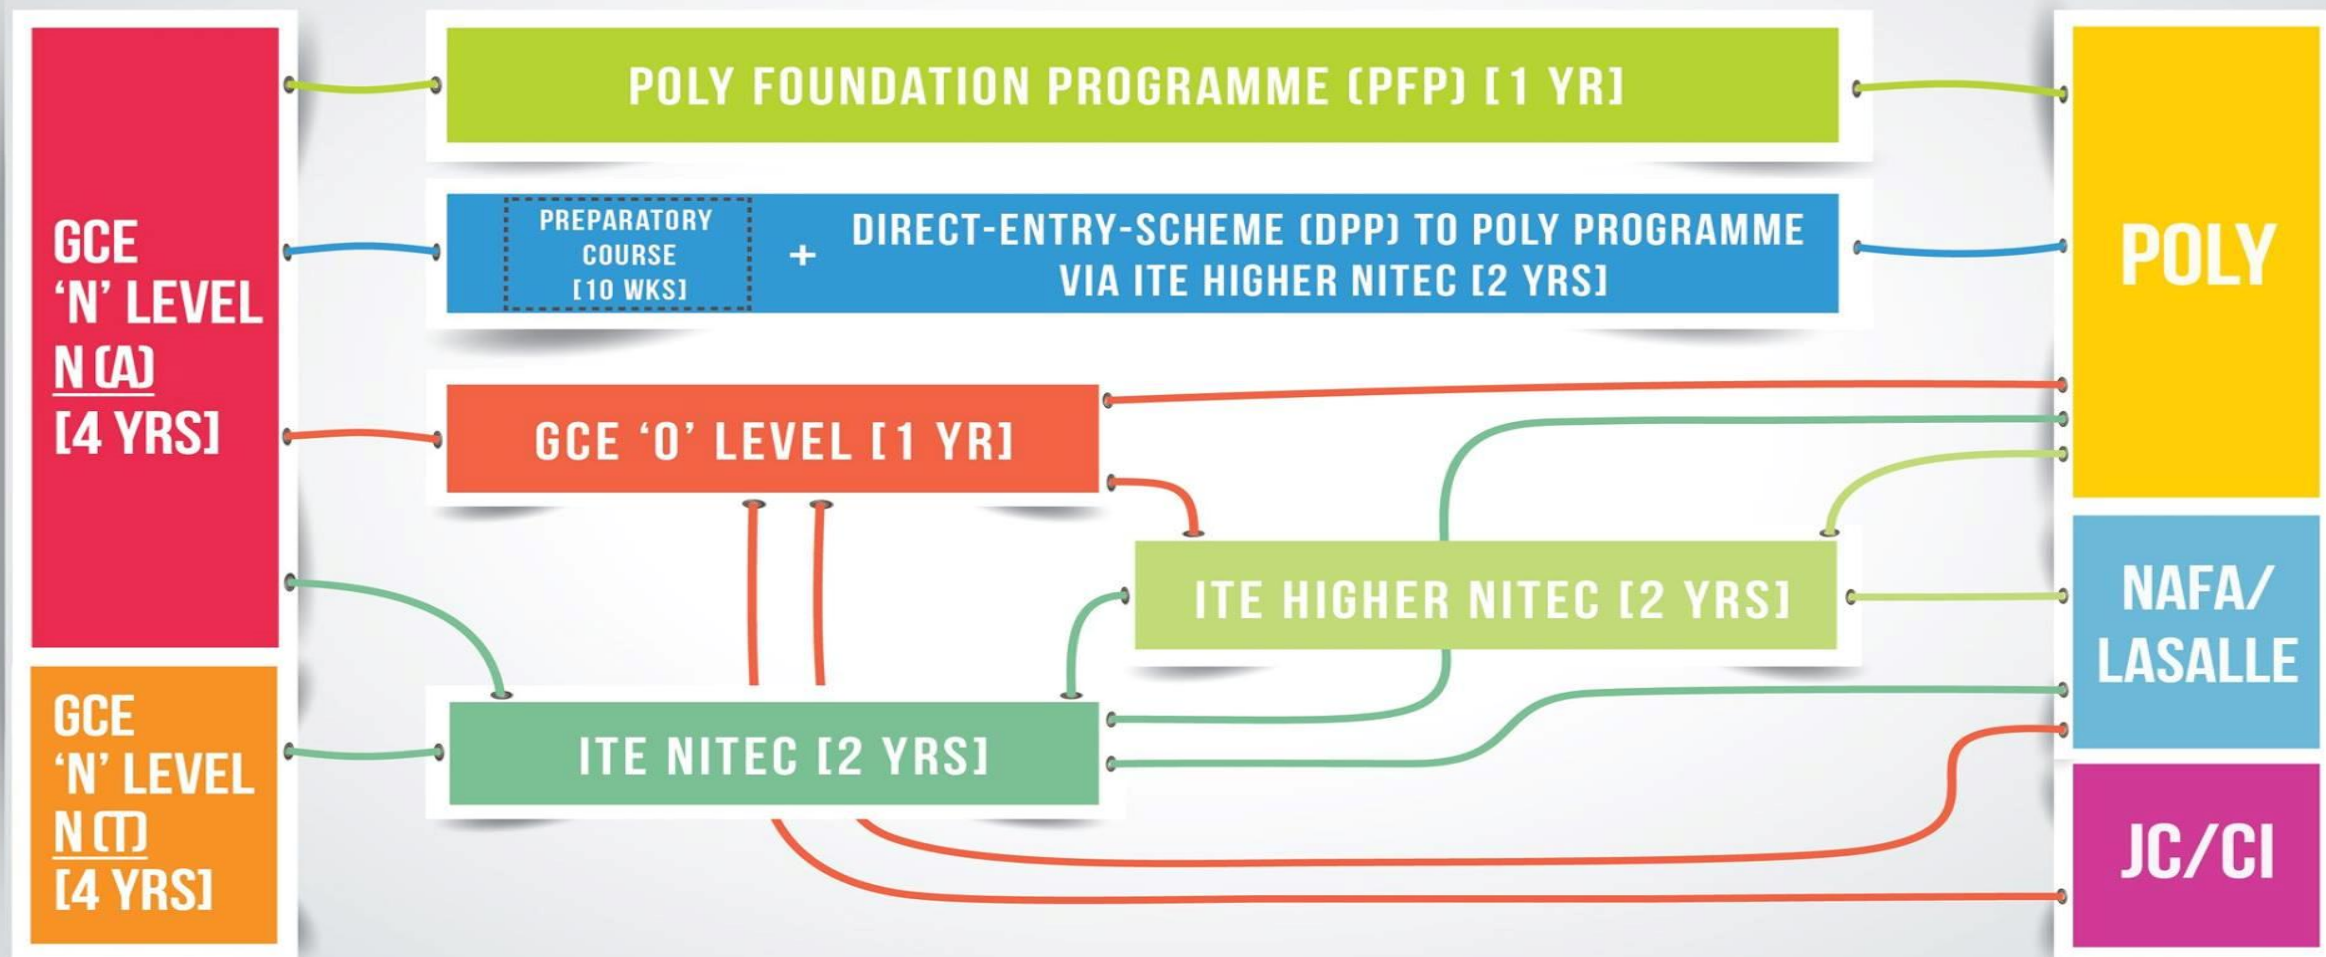 GCE
‘N’ LEVEL
N (A)
[4 YRS]
GCE
‘N’ LEVEL
N (T)
[4 YRS]
POLY FOUNDATION PROGRAMME (PFP) [1 YR]
PREPARATORY
COURSE
[10 WKS]
+
DIRECT-ENTRY-SCHEME (DPP) TO POLY PROGRAMME
VIA ITE HIGHER NITEC [2 YRS]
GCE ‘O’ LEVEL [1 YR]
ITE HIGHER NITEC [2 YRS]
ITE NITEC [2 YRS]
POLY
NAFA/
LASALLE
JC/CI